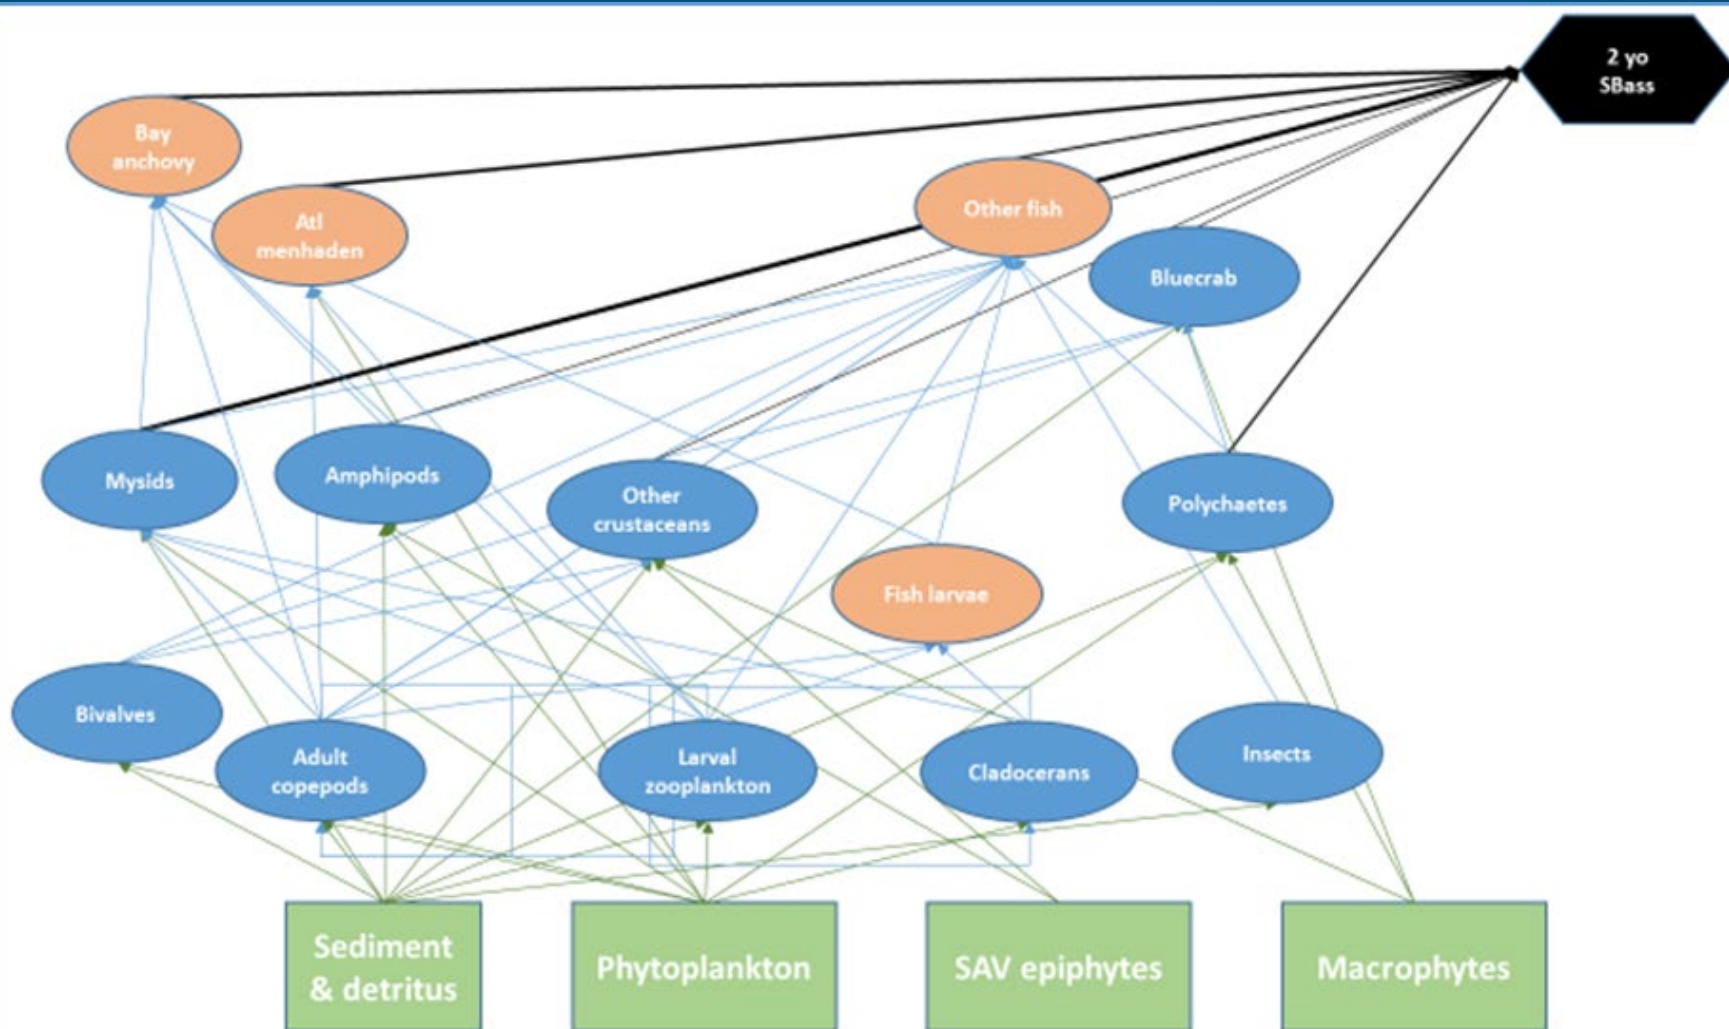 2 yo
SBass
Bay
anchovy
Atl
menhaden
Other fish
Bluecrab
Mysids
Amphipods
Other
crustaceans
Polychaetes
Fish larvae
Bivalves
Adult
copepods
Larval
zooplankton
Cladocerans
Insects
Sediment
& detritus
Phytoplankton
SAV epiphytes
Macrophytes